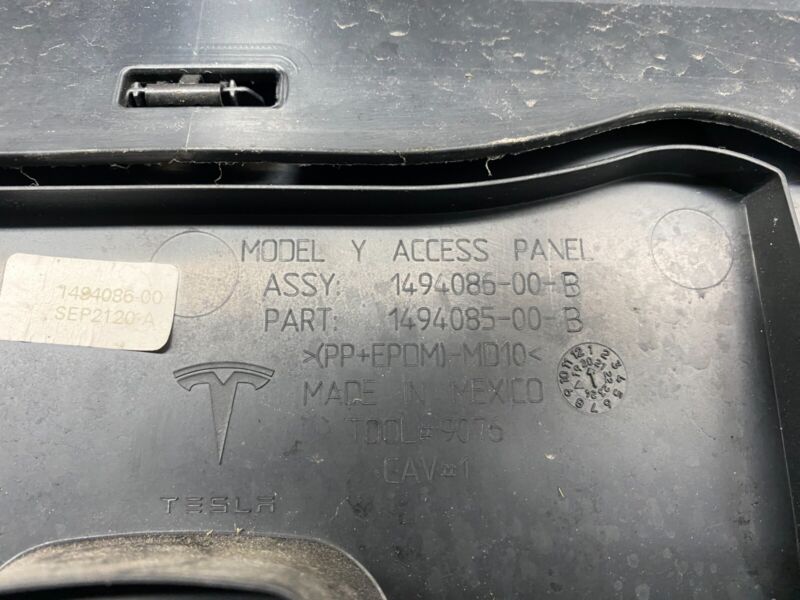 MODEL Y ACCESS PANEL
ASSY: 1494086-00-B
PART: 1494085-00-B
>(PP+EPDM)-MD10<
MADE IN MEXICO
TOOL#9076
CAV#1
TESLA
1494086-00
SEP2120-A